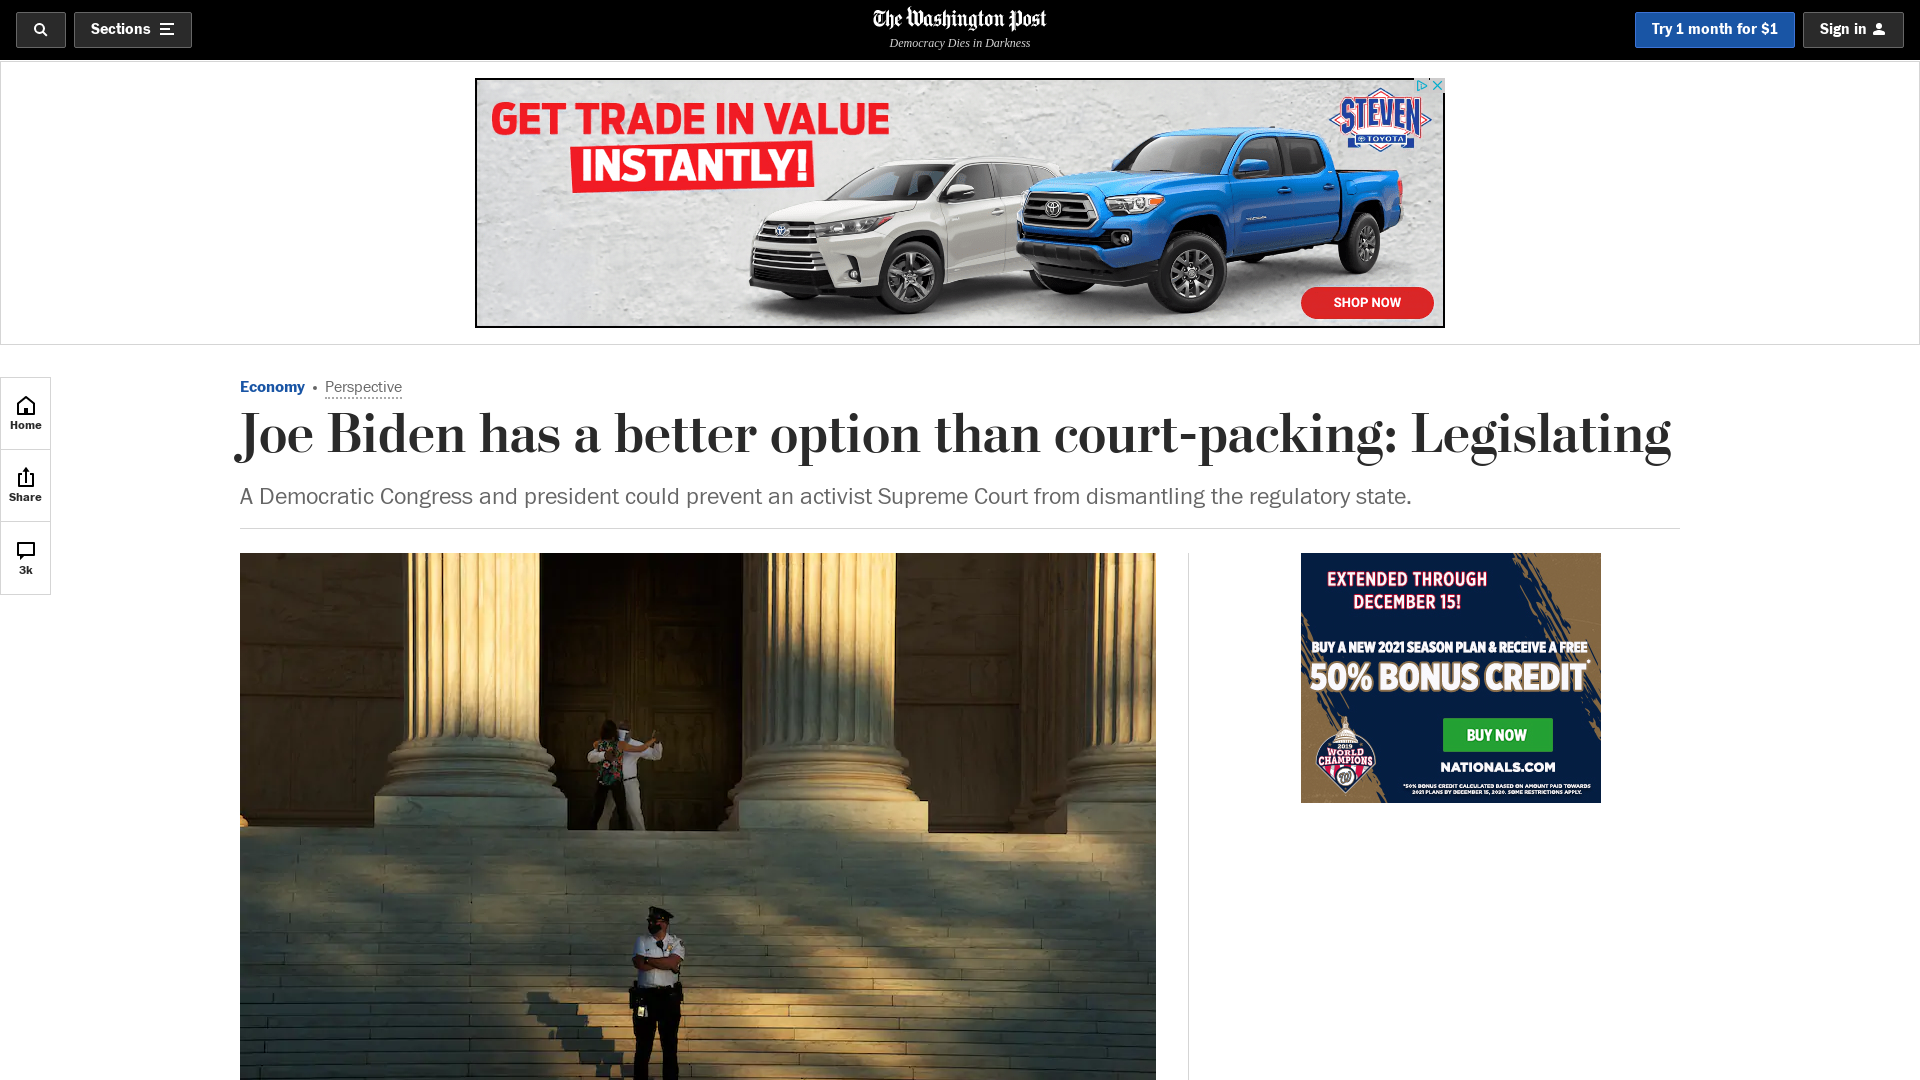 Sections
The Washington Post
Democracy Dies in Darkness
Try 1 month for $1
Sign in
GET TRADE IN VALUE
INSTANTLY!
STEVEN
TOYOTA
SHOP NOW
Home
Share
3k
Economy • Perspective
Joe Biden has a better option than court-packing: Legislating
A Democratic Congress and president could prevent an activist Supreme Court from dismantling the regulatory state.
EXTENDED THROUGH
DECEMBER 15!
BUY A NEW 2021 SEASON PLAN & RECEIVE A FREE
50% BONUS CREDIT*
BUY NOW
2019
WORLD
CHAMPIONS
W
NATIONALS.COM
*50% BONUS CREDIT CALCULATED BASED ON AMOUNT PAID TOWARDS
2021 PLANS BY DECEMBER 15, 2020. SOME RESTRICTIONS APPLY.